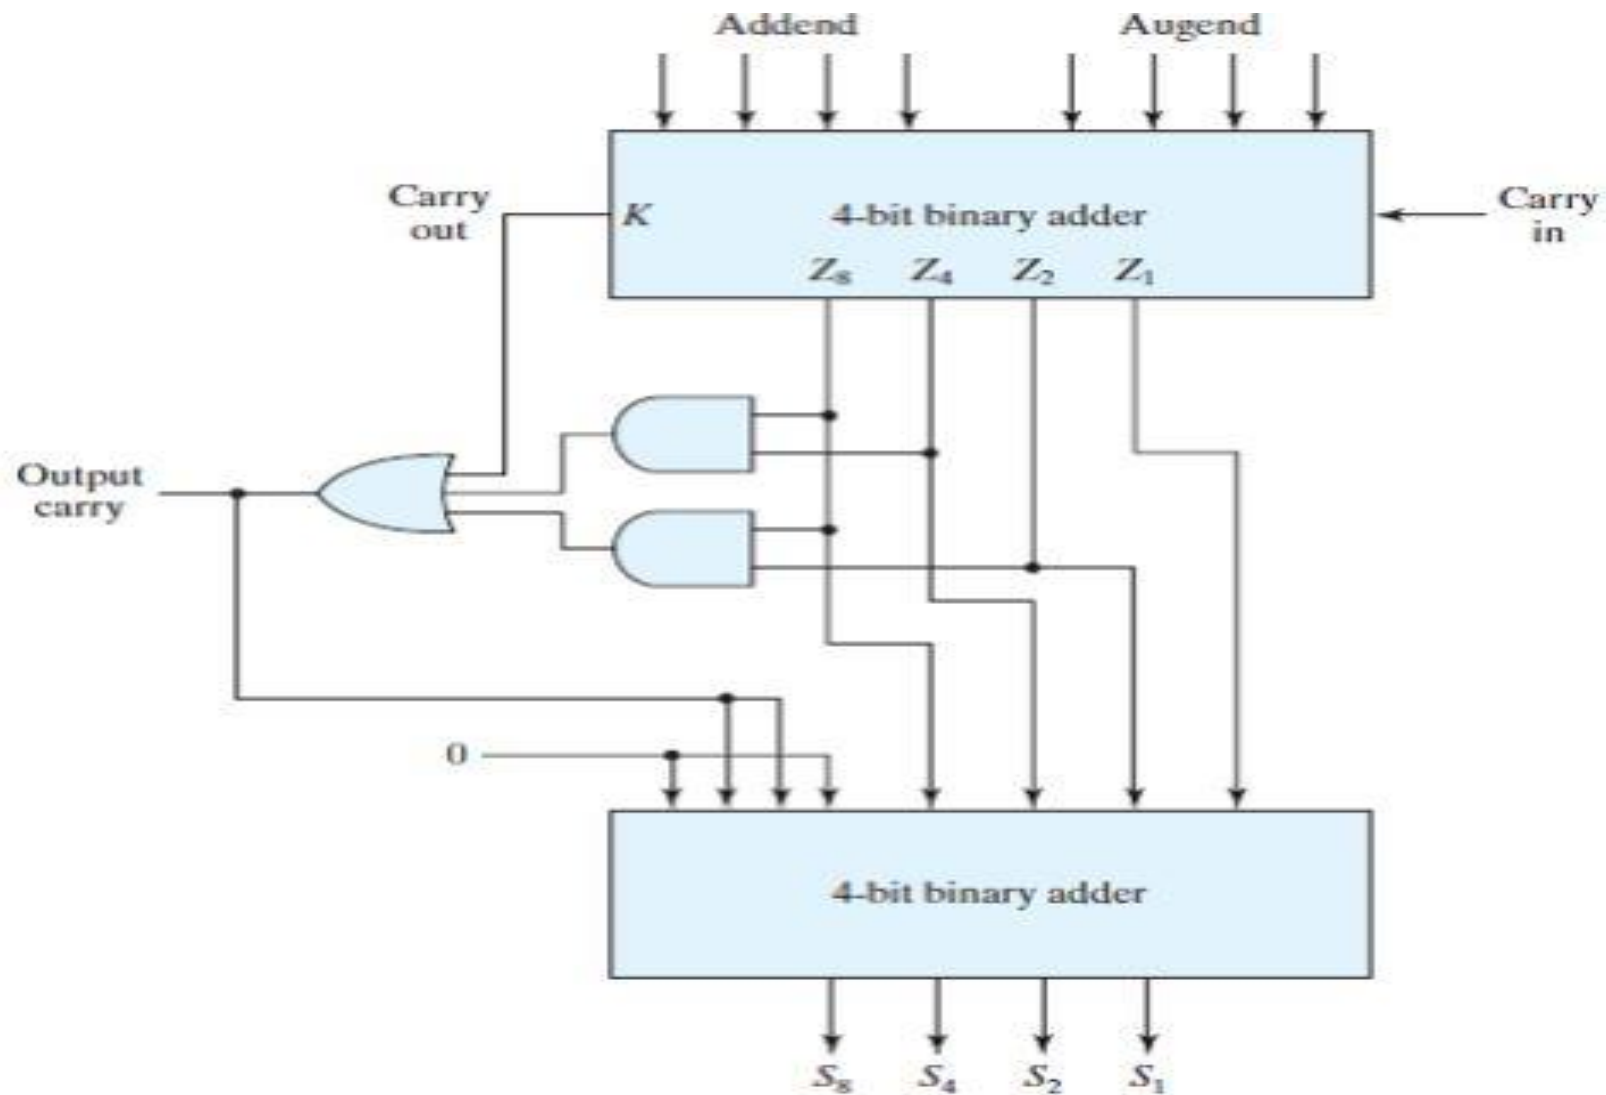 Addend Augend
Carry out
K
4-bit binary adder
Carry in
Z₈ Z₄ Z₂ Z₁
Output carry
0
4-bit binary adder
S₈ S₄ S₂ S₁